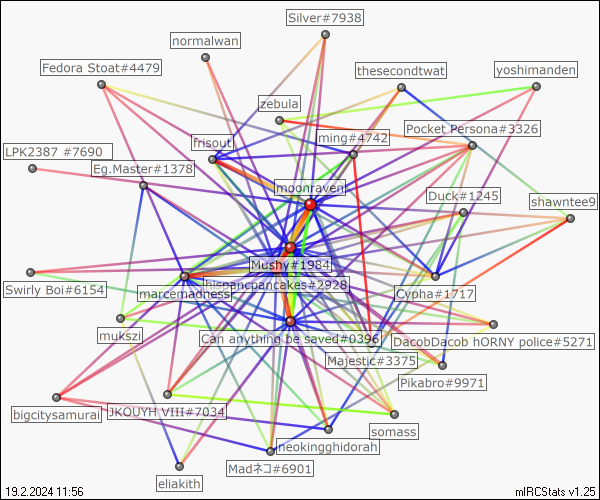 Silver#7938
normalwan
Fedora Stoat#4479
thesecondtwat
yoshimanden
zebula
ming#4742
Pocket Persona#3326
frisout
LPK2387 #7690
Eg.Master#1378
moonraven
Duck#1245
shawntee9
Mushy#1984
hispancpancakes#2928
Swirly Boi#6154
marcemadness
Cypha#1717
mukszi
Can anything be saved#0396
DacobDacob hORNY police#5271
Majestic#3375
Pikabro#9971
bigcitysamurai
JKOUYH VIII#7034
somass
neokingghidorah
Madネコ#6901
eliakith
19.2.2024 11:56
mIRCStats v1.25